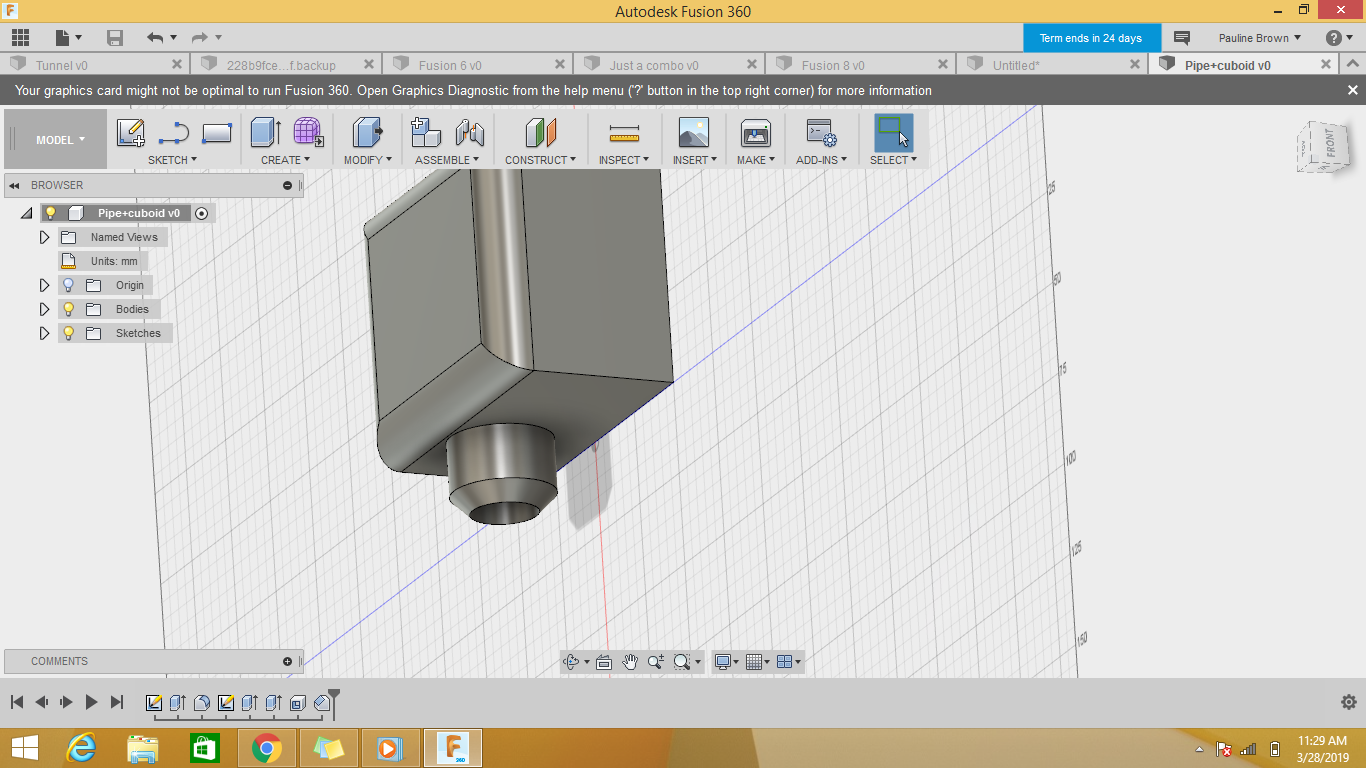 Autodesk Fusion 360
Term ends in 24 days
Pauline Brown
Tunnel v0
228b9fce...f.backup
Fusion 6 v0
Just a combo v0
Fusion 8 v0
Untitled*
Pipe+cuboid v0
Your graphics card might not be optimal to run Fusion 360. Open Graphics Diagnostic from the help menu ('?' button in the top right corner) for more information
MODEL
SKETCH
CREATE
MODIFY
ASSEMBLE
CONSTRUCT
INSPECT
INSERT
MAKE
ADD-INS
SELECT
FRONT
BROWSER
Pipe+cuboid v0
Named Views
Units: mm
Origin
Bodies
Sketches
25
50
75
100
125
150
COMMENTS
11:29 AM
3/28/2019